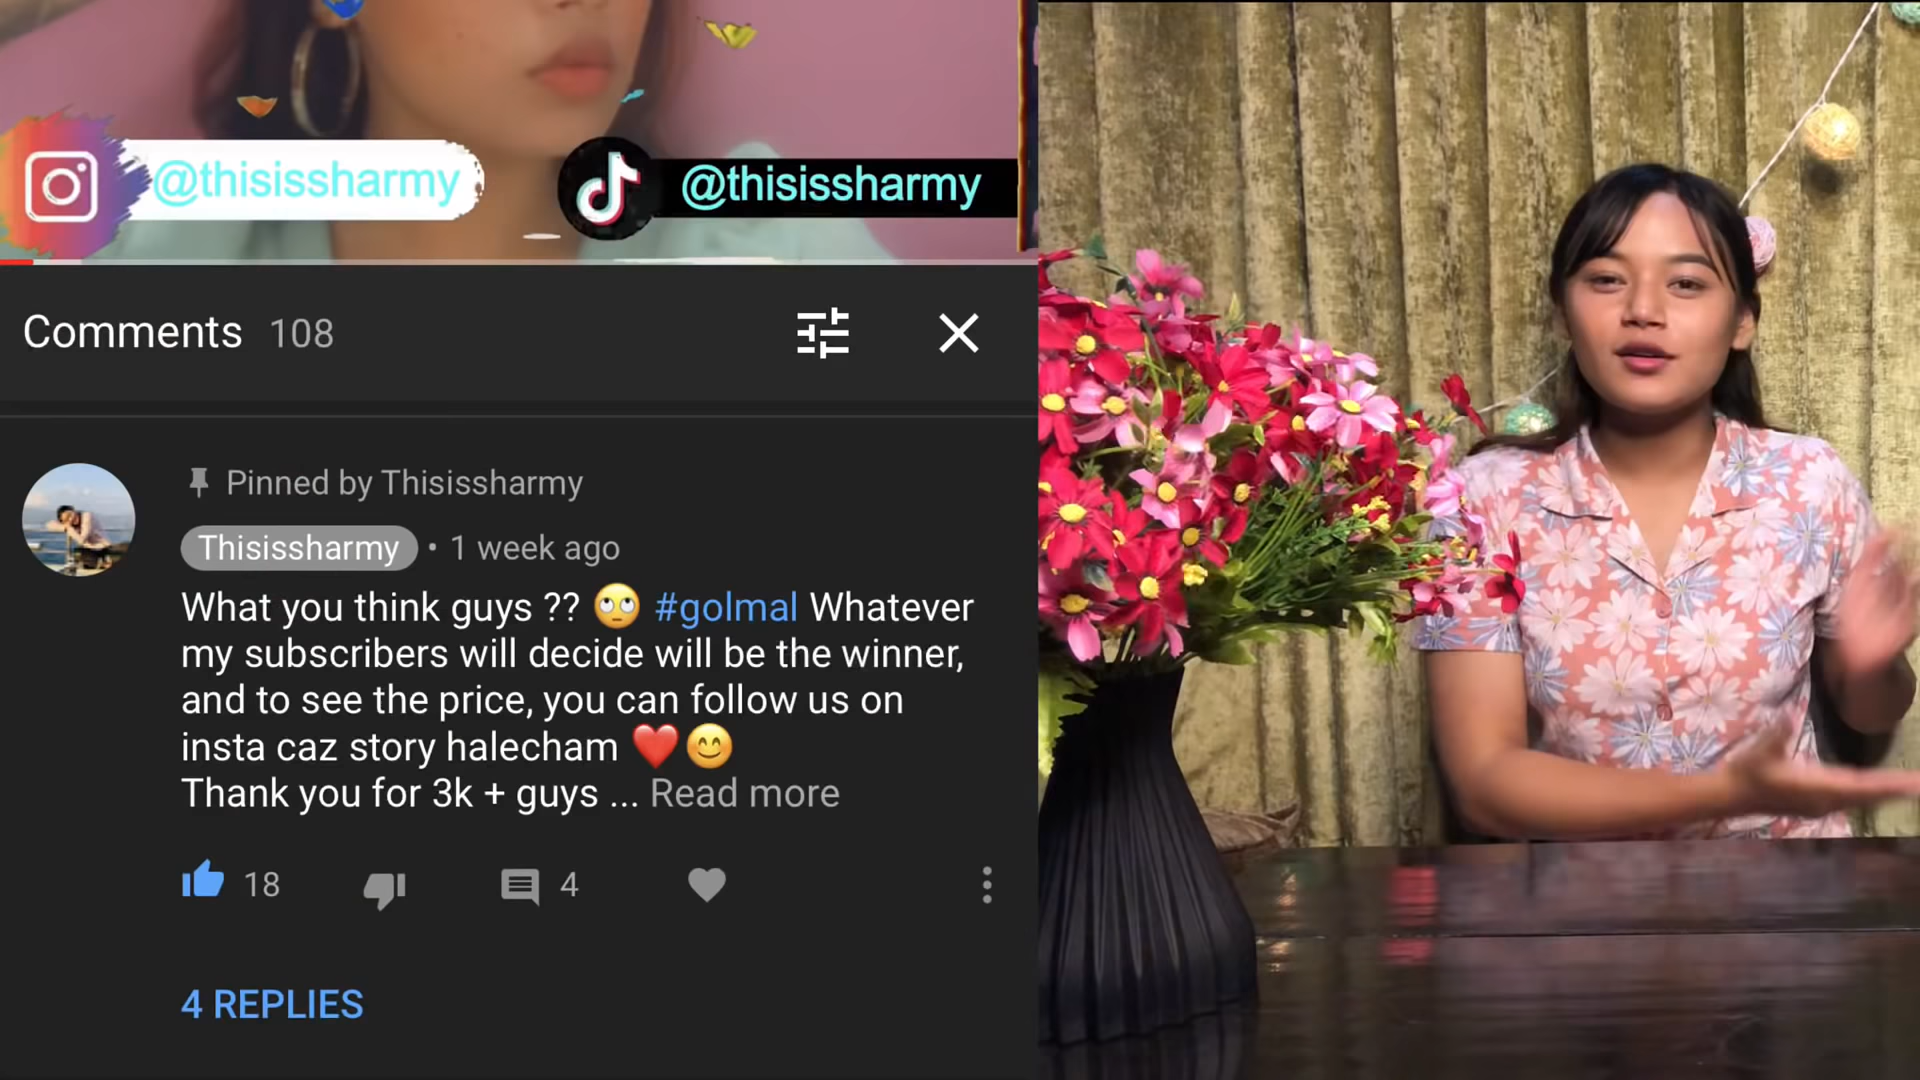 @thisissharmy
@thisissharmy
Comments 108
Pinned by Thisissharmy
Thisissharmy • 1 week ago
What you think guys ?? 🙄 #golmal Whatever
my subscribers will decide will be the winner,
and to see the price, you can follow us on
insta caz story halecham ❤️😊
Thank you for 3k + guys ... Read more
18
4
4 REPLIES